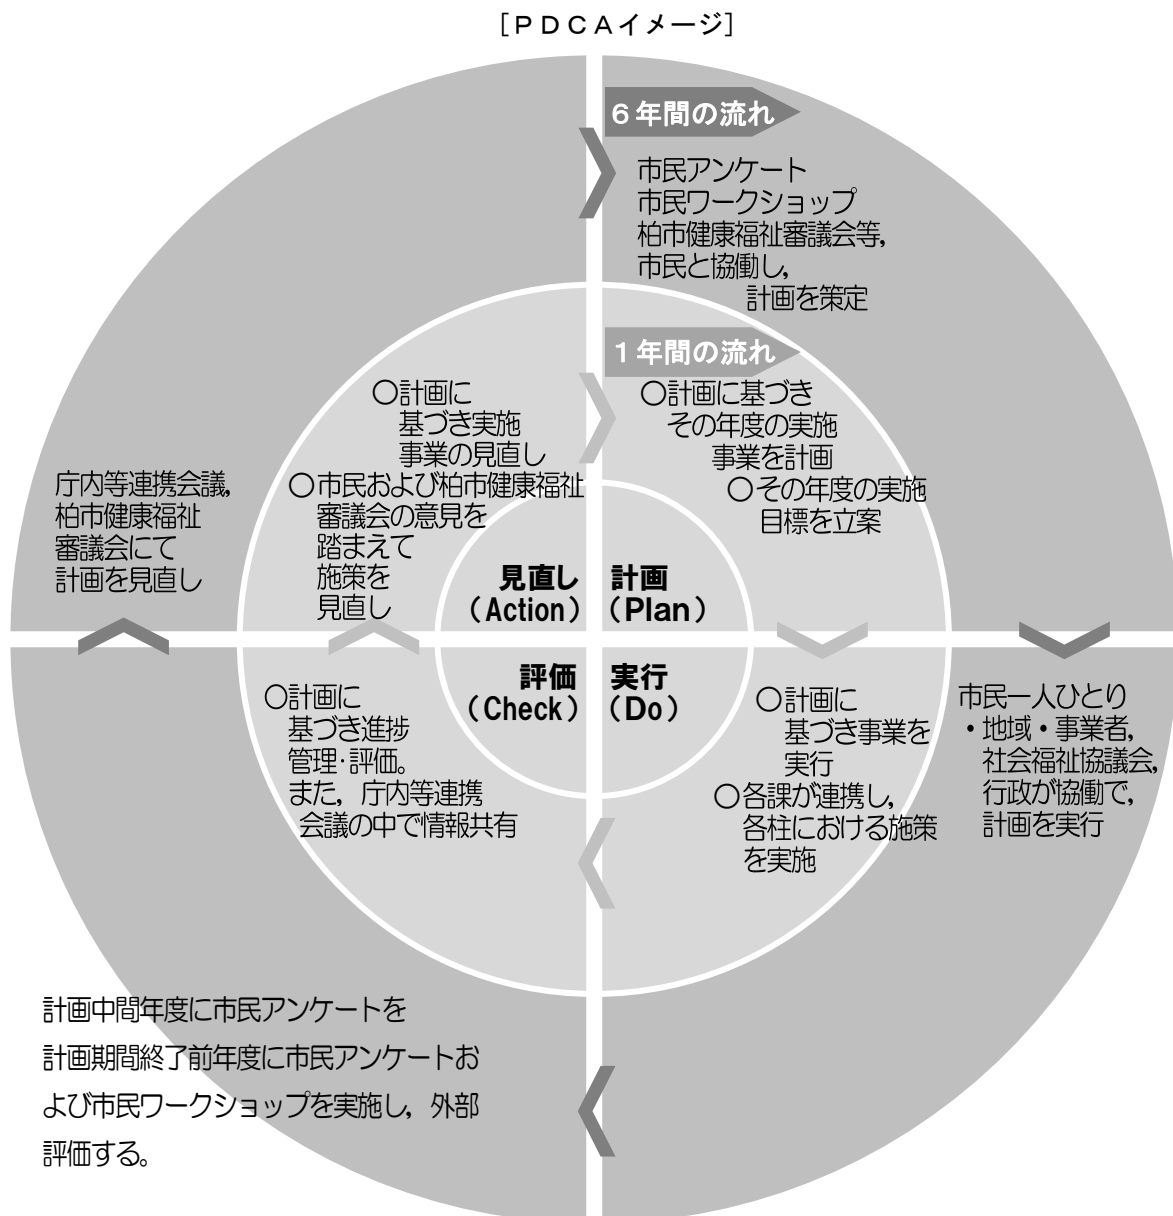 ［ＰＤＣＡイメージ］
６年間の流れ
市民アンケート
市民ワークショップ
柏市健康福祉審議会等，
市民と協働し，
計画を策定
１年間の流れ
○計画に基づき
その年度の実施
事業を計画
○その年度の実施
目標を立案
○計画に
基づき実施
事業の見直し
○市民および柏市健康福祉
審議会の意見を
踏まえて
施策を
見直し
庁内等連携会議，
柏市健康福祉
審議会にて
計画を見直し
見直し
（Action）
計画
（Plan）
評価
（Check）
実行
（Do）
○計画に
基づき進捗
管理・評価。
また，庁内等連携
会議の中で情報共有
○計画に
基づき事業を
実行
○各課が連携し，
各柱における施策
を実施
市民一人ひとり
・地域・事業者，
社会福祉協議会，
行政が協働で，
計画を実行
計画中間年度に市民アンケートを
計画期間終了前年度に市民アンケートお
よび市民ワークショップを実施し，外部
評価する。